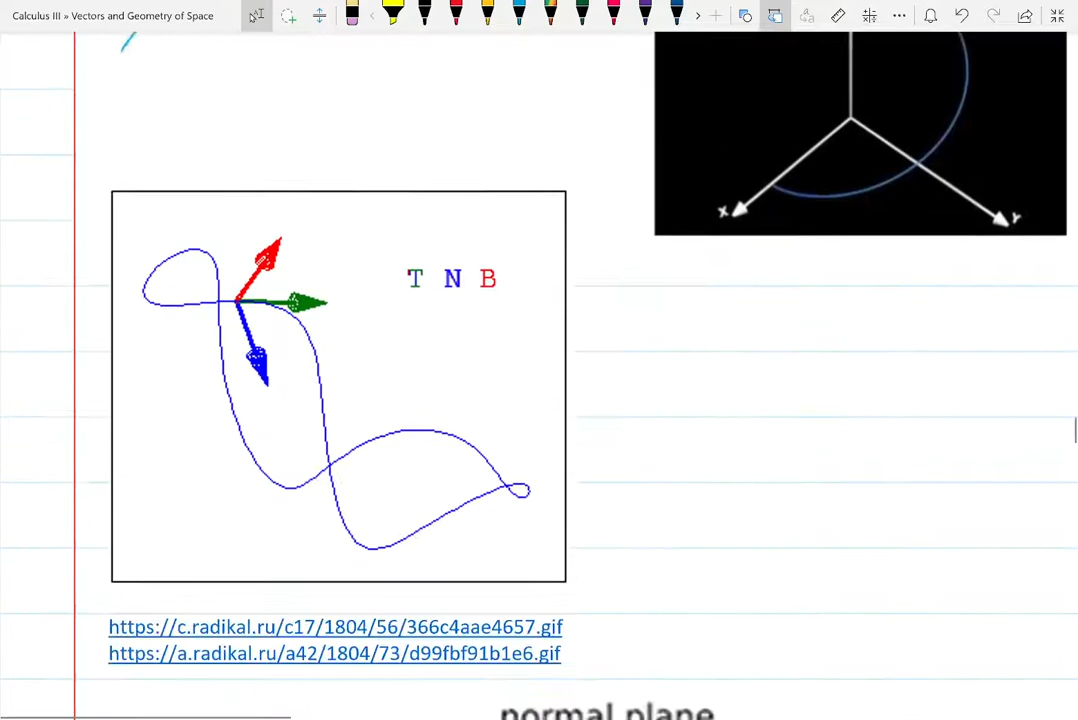 Calculus III » Vectors and Geometry of Space
X
Y
T N B
https://c.radikal.ru/c17/1804/56/366c4aae4657.gif
https://a.radikal.ru/a42/1804/73/d99fbf91b1e6.gif
normal plane